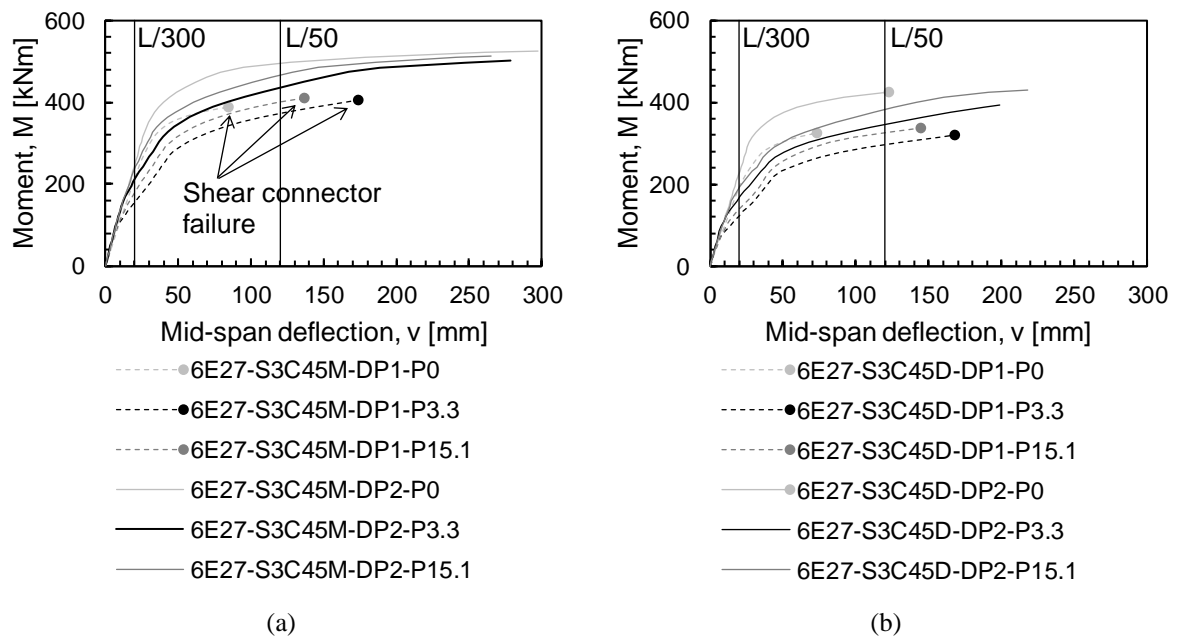 600
400
200
0
Moment, M [kNm]
L/300
L/50
Shear connector
failure
0 50 100 150 200 250 300
Mid-span deflection, v [mm]
6E27-S3C45M-DP1-P0
6E27-S3C45M-DP1-P3.3
6E27-S3C45M-DP1-P15.1
6E27-S3C45M-DP2-P0
6E27-S3C45M-DP2-P3.3
6E27-S3C45M-DP2-P15.1
(a)
600
400
200
0
Moment, M [kNm]
L/300
L/50
0 50 100 150 200 250 300
Mid-span deflection, v [mm]
6E27-S3C45D-DP1-P0
6E27-S3C45D-DP1-P3.3
6E27-S3C45D-DP1-P15.1
6E27-S3C45D-DP2-P0
6E27-S3C45D-DP2-P3.3
6E27-S3C45D-DP2-P15.1
(b)